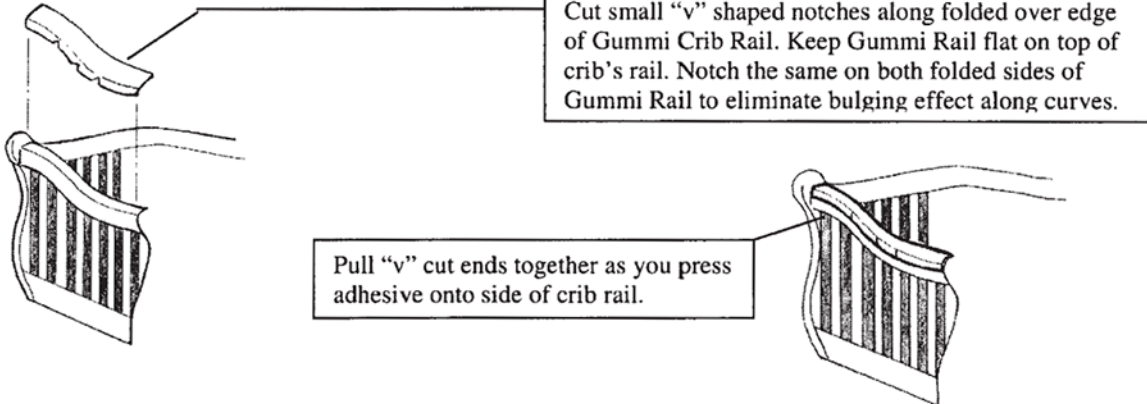 Cut small “v” shaped notches along folded over edge
of Gummi Crib Rail. Keep Gummi Rail flat on top of
crib's rail. Notch the same on both folded sides of
Gummi Rail to eliminate bulging effect along curves.
Pull “v” cut ends together as you press
adhesive onto side of crib rail.